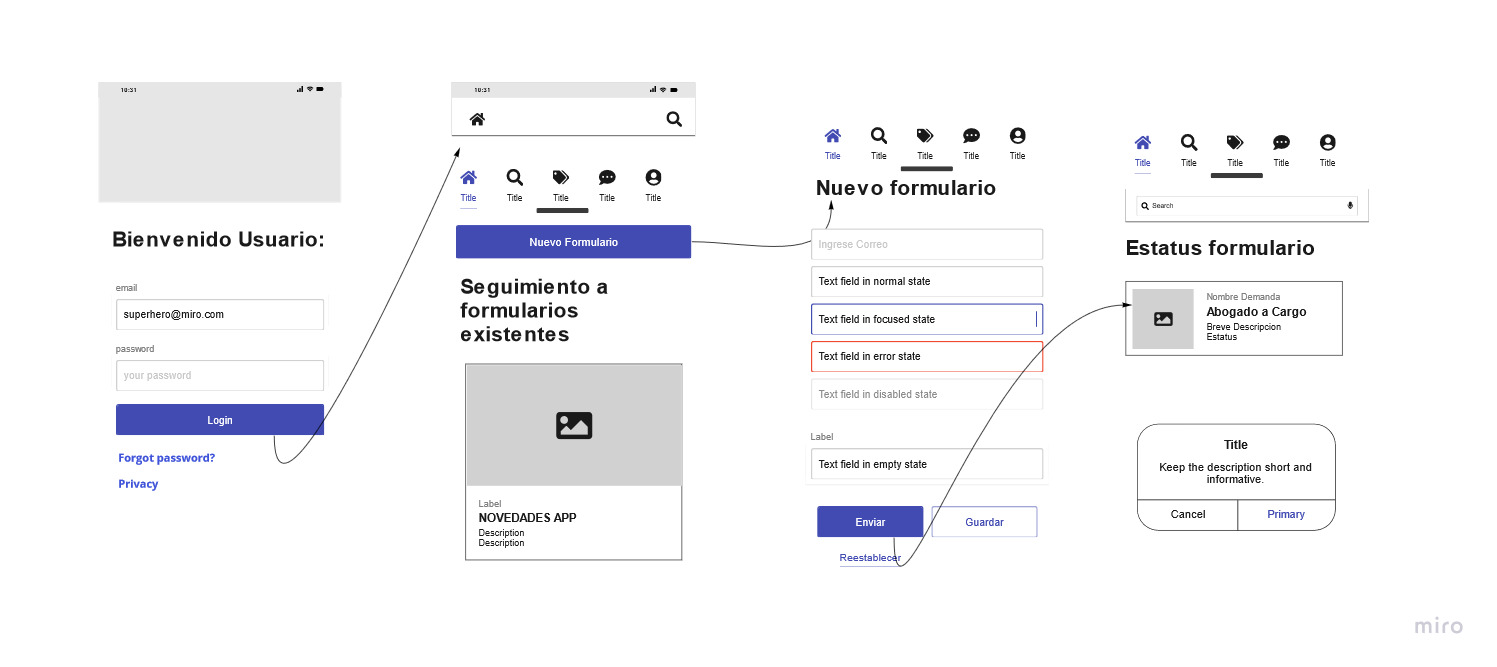 10:31
Bienvenido Usuario:
email
superhero@miro.com
password
your password
Login
Forgot password?
Privacy
10:31
Title Title Title Title Title
Nuevo Formulario
Seguimiento a
formularios
existentes
Label
NOVEDADES APP
Description
Description
Title Title Title Title Title
Nuevo formulario
Ingrese Correo
Text field in normal state
Text field in focused state
Text field in error state
Text field in disabled state
Label
Text field in empty state
Enviar
Guardar
Reestablecer
Title Title Title Title Title
Search
Estatus formulario
Nombre Demanda
Abogado a Cargo
Breve Descripcion
Estatus
Title
Keep the description short and
informative.
Cancel
Primary
miro